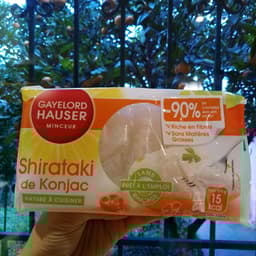 GAYELORD
HAUSER
MINCEUR
-90%
• Riche en Fibres
• Sans Matières
Grasses
Shirataki
de Konjac
NATURE À CUISINER
SANS
PRÊT À L'EMPLOI
15
kcal